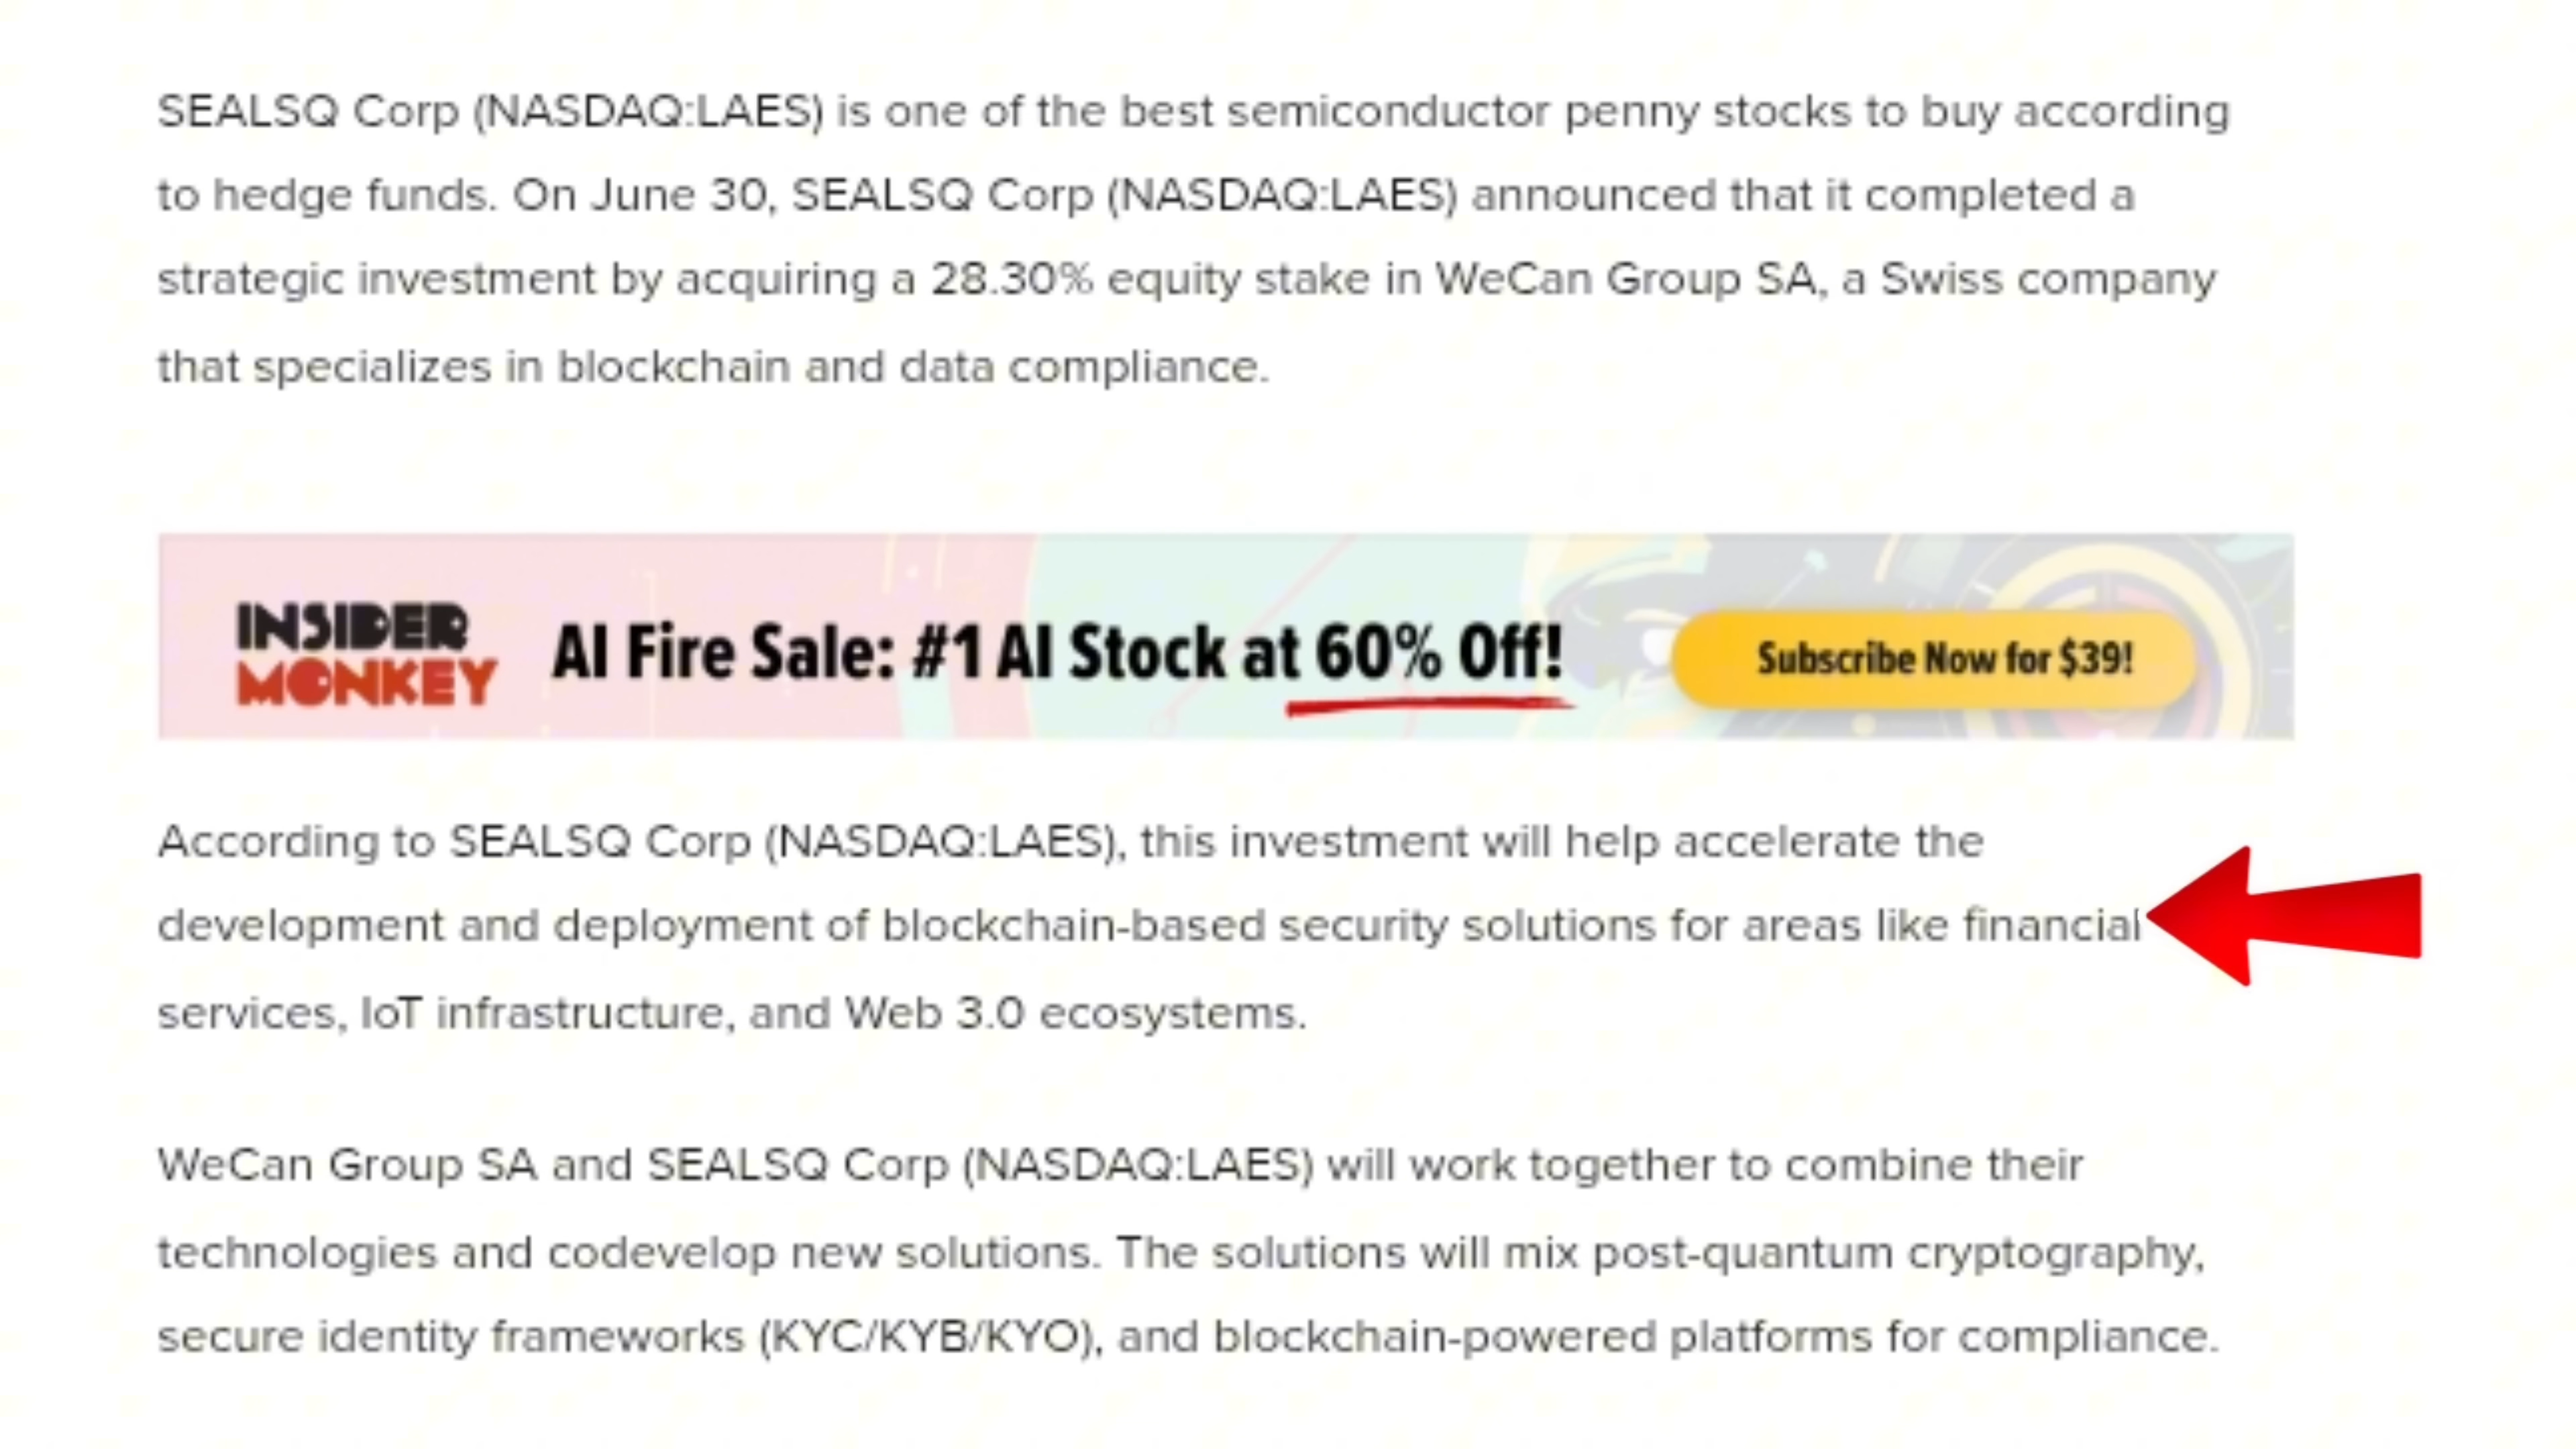 SEALSQ Corp (NASDAQ:LAES) is one of the best semiconductor penny stocks to buy according
to hedge funds. On June 30, SEALSQ Corp (NASDAQ:LAES) announced that it completed a
strategic investment by acquiring a 28.30% equity stake in WeCan Group SA, a Swiss company
that specializes in blockchain and data compliance.
INSIDER
MONKEY
AI Fire Sale: #1 AI Stock at 60% Off!
Subscribe Now for $39!
According to SEALSQ Corp (NASDAQ:LAES), this investment will help accelerate the
development and deployment of blockchain-based security solutions for areas like financial
services, IoT infrastructure, and Web 3.0 ecosystems.
WeCan Group SA and SEALSQ Corp (NASDAQ:LAES) will work together to combine their
technologies and codevelop new solutions. The solutions will mix post-quantum cryptography,
secure identity frameworks (KYC/KYB/KYO), and blockchain-powered platforms for compliance.